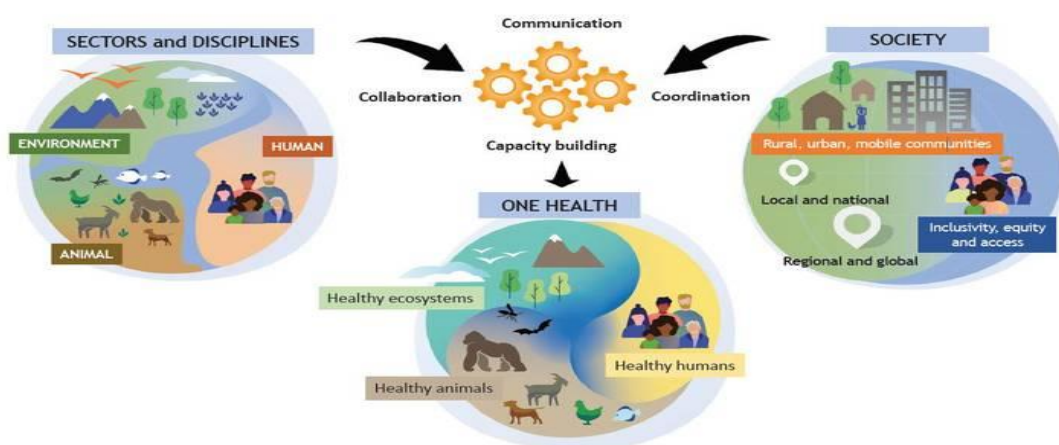 SECTORS and DISCIPLINES
ENVIRONMENT
HUMAN
ANIMAL
Communication
Collaboration
Coordination
Capacity building
SOCIETY
Rural, urban, mobile communities
Local and national
Inclusivity, equity
and access
Regional and global
ONE HEALTH
Healthy ecosystems
Healthy humans
Healthy animals